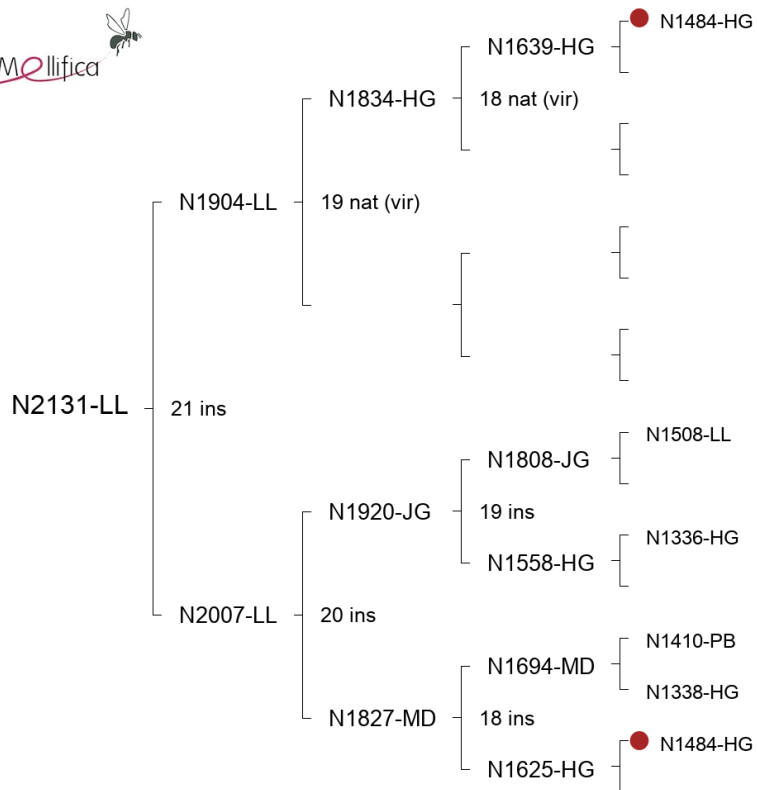 Mellifica
N1484-HG
N1639-HG
N1834-HG
18 nat (vir)
N1904-LL
19 nat (vir)
N2131-LL
21 ins
N1508-LL
N1808-JG
N1920-JG
19 ins
N1336-HG
N1558-HG
N2007-LL
20 ins
N1410-PB
N1694-MD
N1338-HG
N1827-MD
18 ins
N1484-HG
N1625-HG